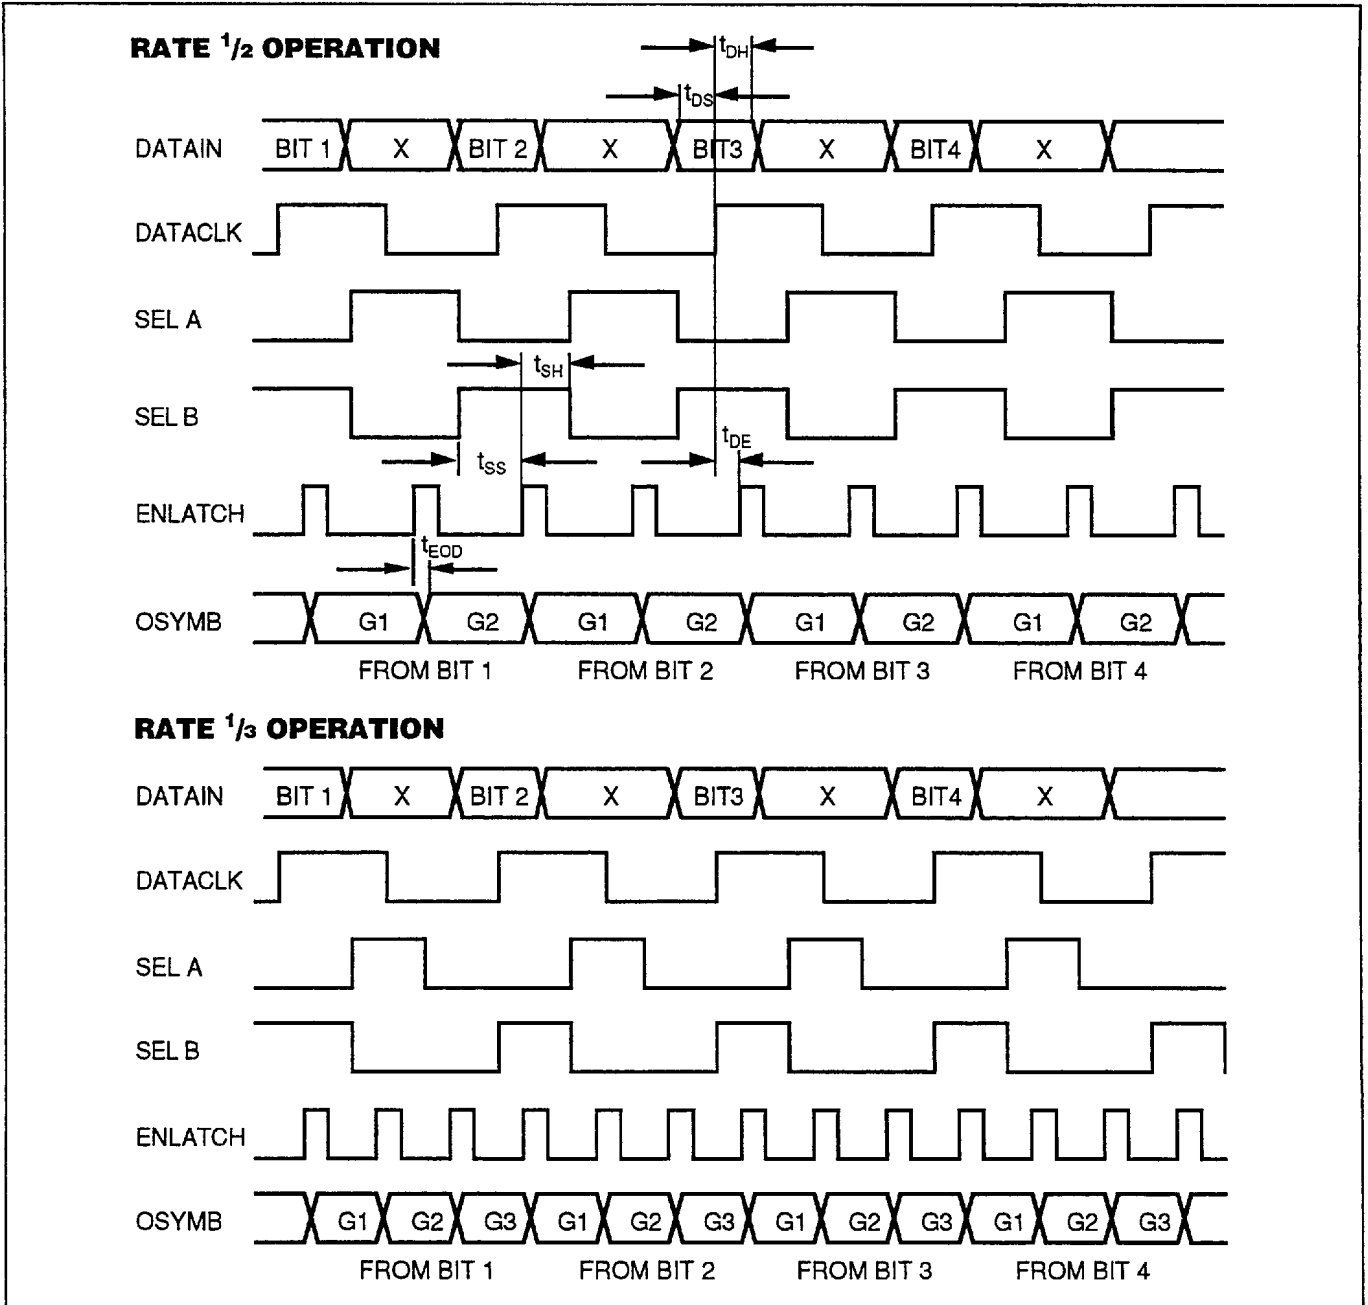 RATE 1/2 OPERATION
tDH
tDS
DATAIN BIT 1 X BIT 2 X BIT3 X BIT4 X
DATACLK
SEL A
tSH
SEL B
tDE
tSS
ENLATCH
tEOD
OSYMB G1 G2 G1 G2 G1 G2 G1 G2
FROM BIT 1 FROM BIT 2 FROM BIT 3 FROM BIT 4
RATE 1/3 OPERATION
DATAIN BIT 1 X BIT 2 X BIT3 X BIT4 X
DATACLK
SEL A
SEL B
ENLATCH
OSYMB G1 G2 G3 G1 G2 G3 G1 G2 G3 G1 G2 G3
FROM BIT 1 FROM BIT 2 FROM BIT 3 FROM BIT 4